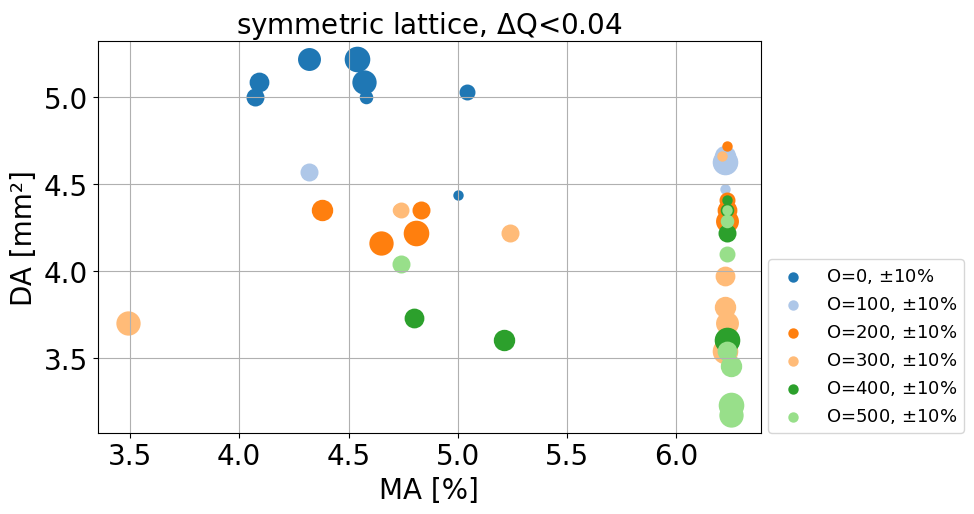 symmetric lattice, ΔQ<0.04
DA [mm²]
5.0
4.5
4.0
3.5
3.5 4.0 4.5 5.0 5.5 6.0
MA [%]
O=0, ±10%
O=100, ±10%
O=200, ±10%
O=300, ±10%
O=400, ±10%
O=500, ±10%